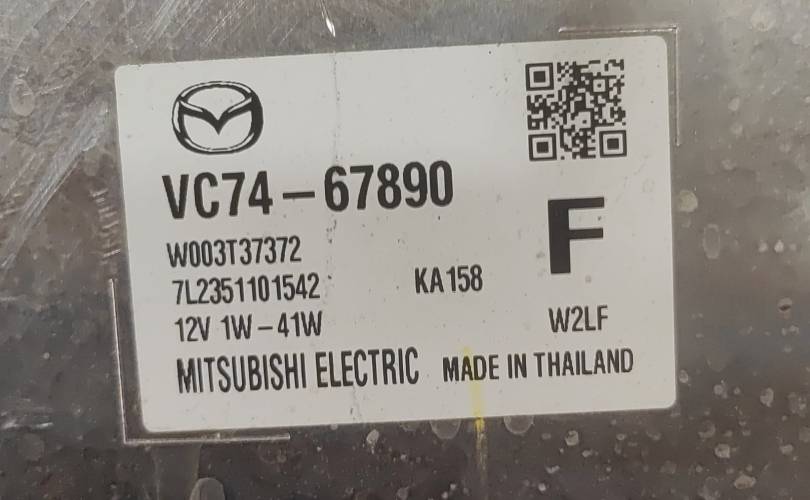 VC74-67890
W003T37372
7L2351101542
KA158
12V 1W-41W
F
W2LF
MITSUBISHI ELECTRIC MADE IN THAILAND